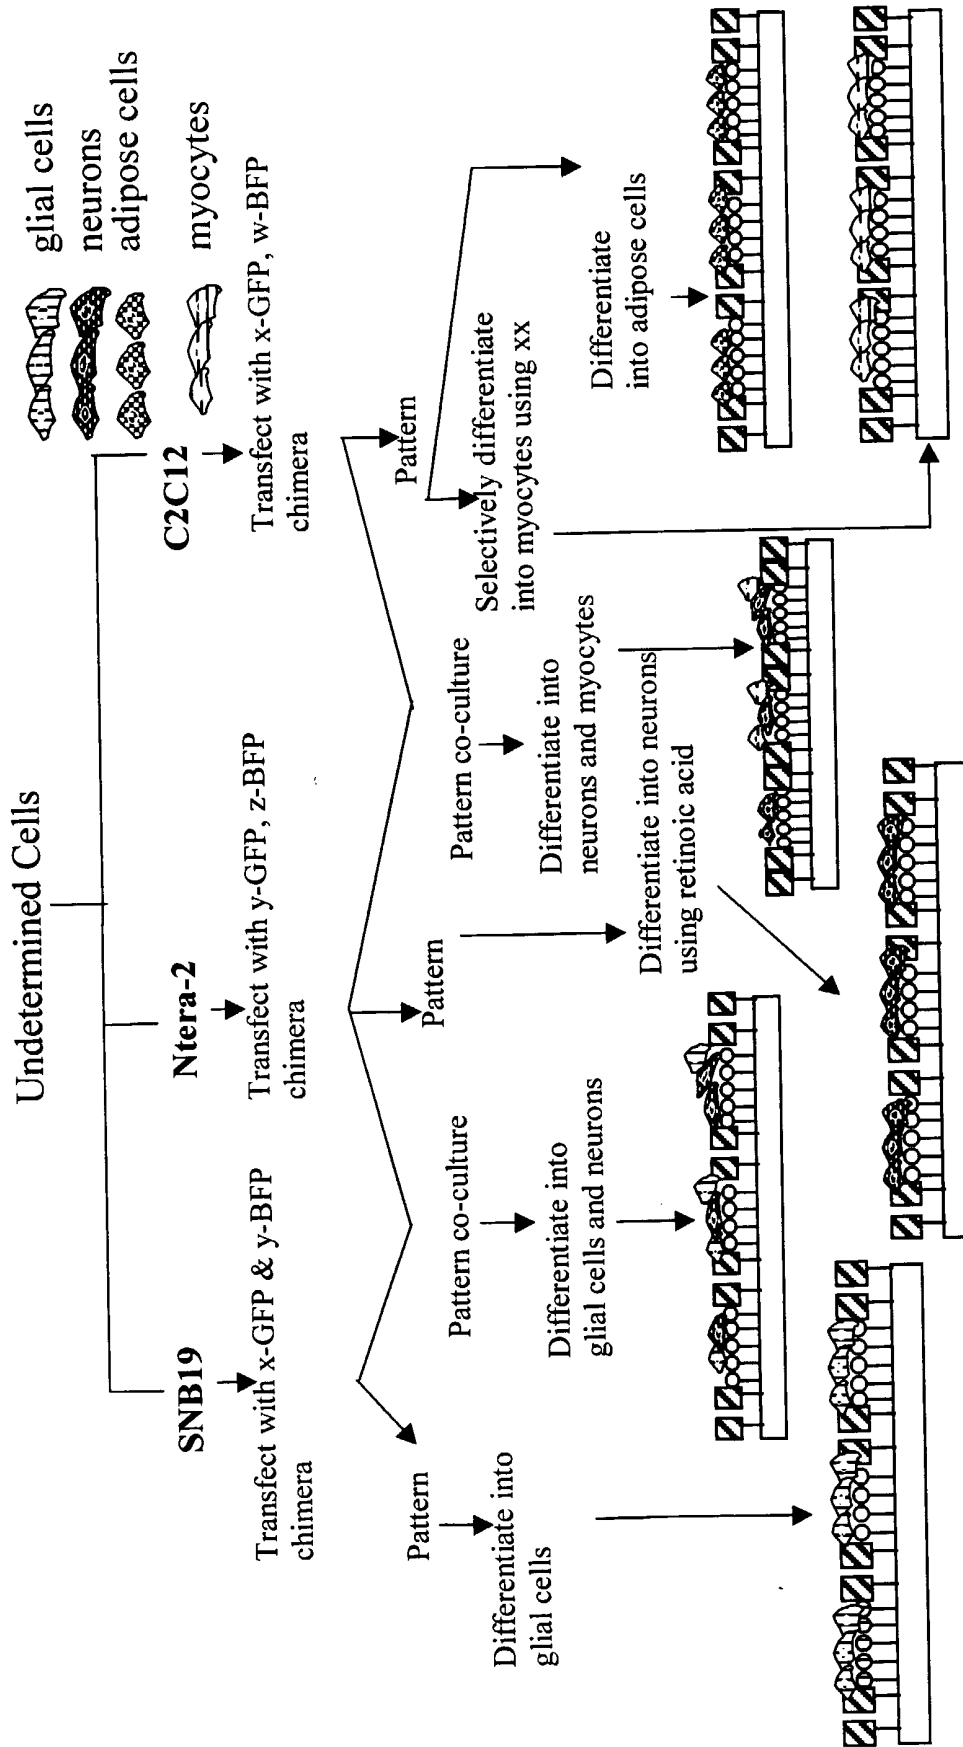 Undetermined Cells
glial cells
neurons
adipose cells
myocytes
SNB19
Transfect with x-GFP & y-BFP
chimera
Ntera-2
Transfect with y-GFP, z-BFP
chimera
C2C12
Transfect with x-GFP, w-BFP
chimera
Pattern
Differentiate into
glial cells
Pattern co-culture
Differentiate into
glial cells and neurons
Pattern
Differentiate into neurons
using retinoic acid
Pattern co-culture
Differentiate into
neurons and myocytes
Pattern
Selectively differentiate
into myocytes using xx
Differentiate
into adipose cells